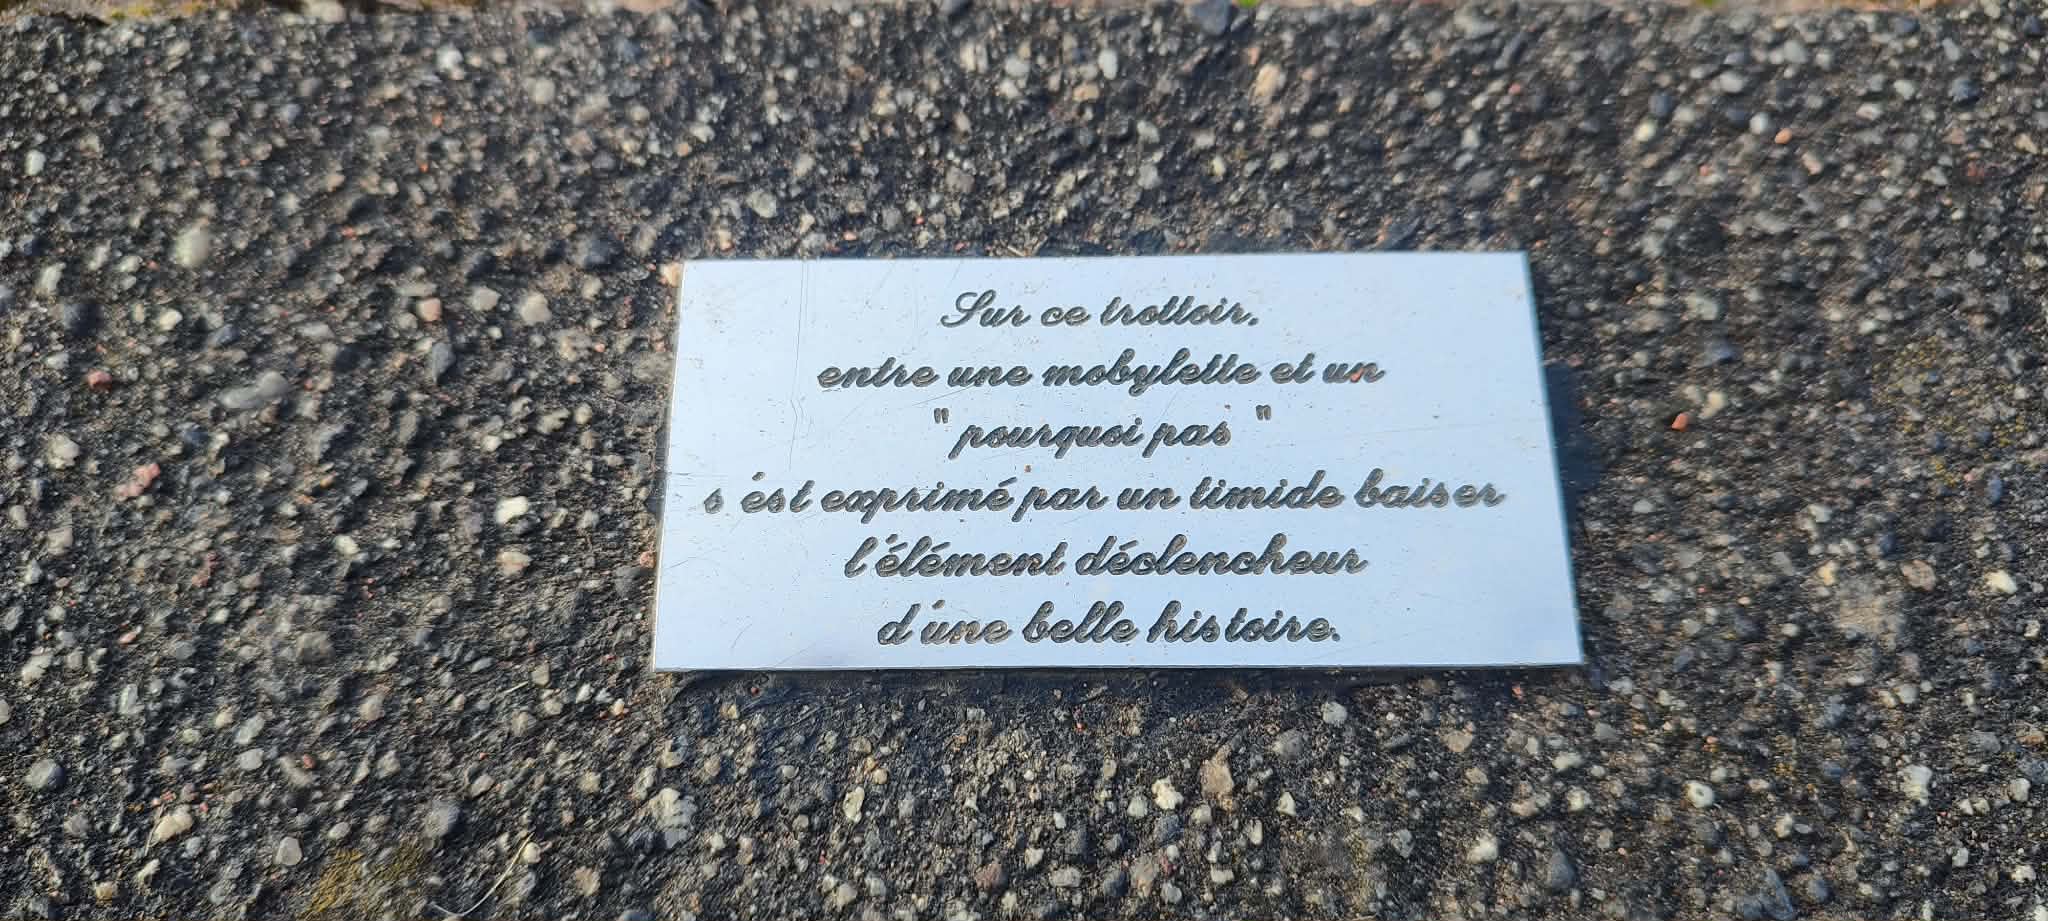 Sur ce trottoir,
entre une mobylette et un
" pourquoi pas "
s'est exprimé par un timide baiser
l'élément déclencheur
d'une belle histoire.